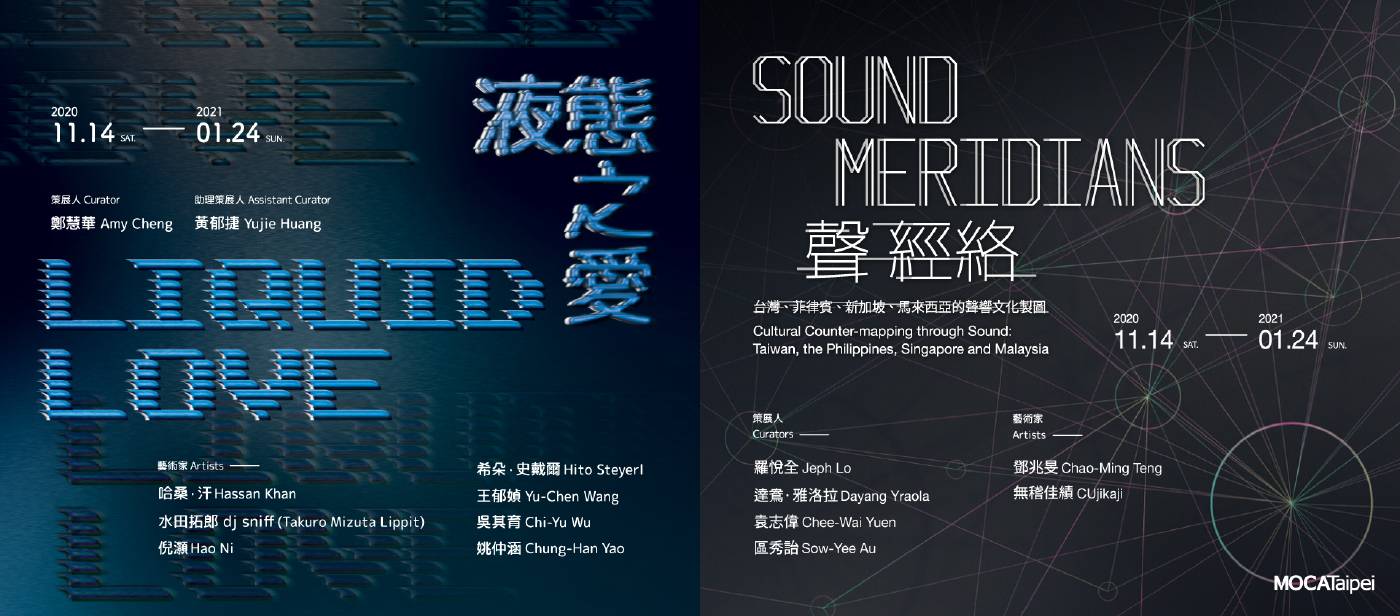 液態
之
愛
2020
11.14 SAT.
2021
01.24 SUN.
策展人 Curator
鄭慧華 Amy Cheng
助理策展人 Assistant Curator
黃郁捷 Yujie Huang
LIQUID
LOVE
藝術家 Artists
哈桑·汗 Hassan Khan
水田拓郎 dj sniff (Takuro Mizuta Lippit)
倪灝 Hao Ni
希朵·史戴爾 Hito Steyerl
王郁媜 Yu-Chen Wang
吳其育 Chi-Yu Wu
姚仲涵 Chung-Han Yao
SOUND
MERIDIANS
聲經絡
台灣、菲律賓、新加坡、馬來西亞的聲響文化製圖
Cultural Counter-mapping through Sound:
Taiwan, the Philippines, Singapore and Malaysia
2020
11.14 SAT.
2021
01.24 SUN.
策展人
Curators
羅悅全 Jeph Lo
達鴦·雅洛拉 Dayang Yraola
袁志偉 Chee-Wai Yuen
區秀詒 Sow-Yee Au
藝術家
Artists
鄧兆旻 Chao-Ming Teng
無稽佳績 CUjikaji
MOCATaipei